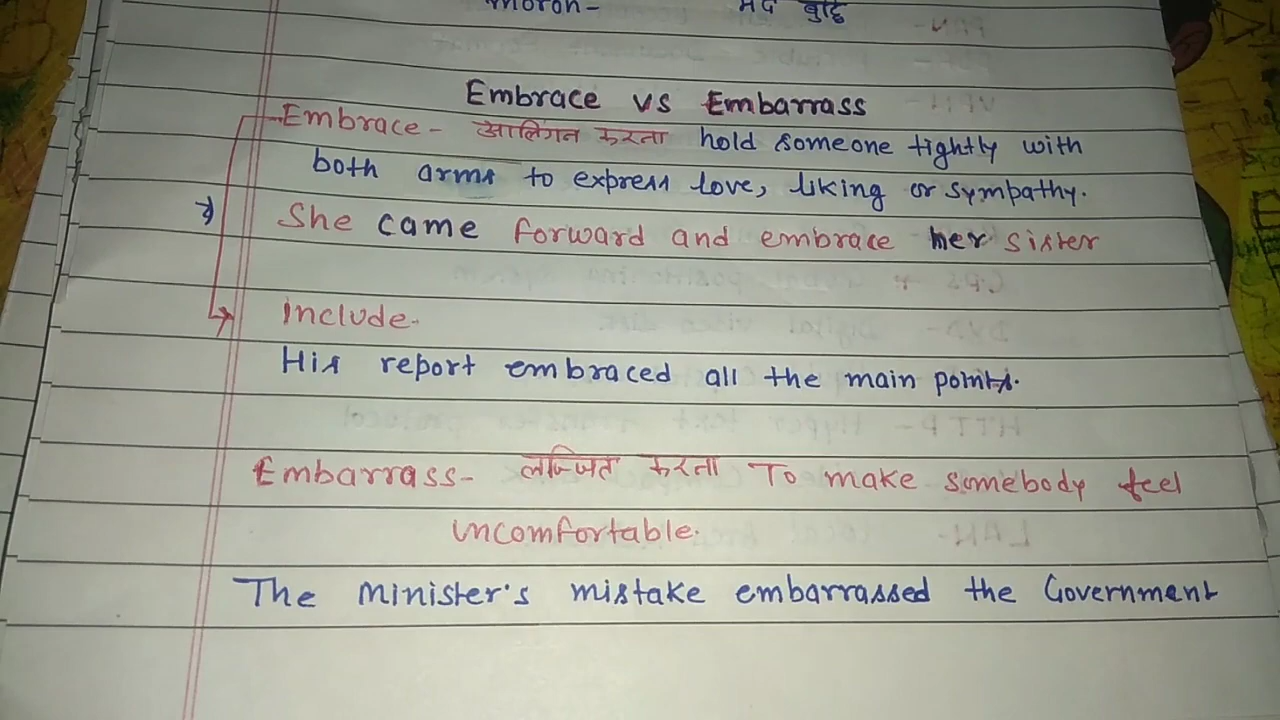 Moron- मंद बुद्धि
Embrace vs Embarrass
Embrace- आलिंगन करना hold someone tightly with
both arms to express love, liking or sympathy.
She came forward and embrace her sister
include.
His report embraced all the main points.
Embarrass- लज्जित करना To make somebody feel
uncomfortable.
The Minister's mistake embarrassed the Government